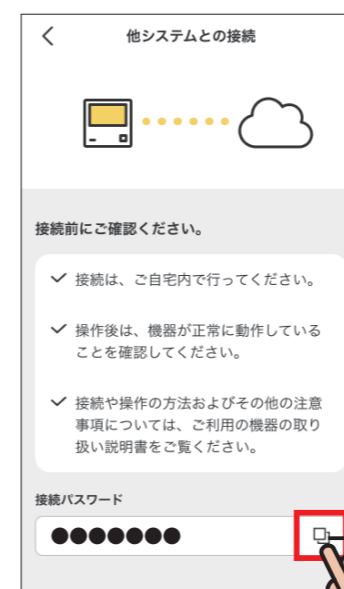 他システムとの接続
接続前にご確認ください。
接続は、ご自宅内で行ってください。
操作後は、機器が正常に動作している
ことを確認してください。
接続や操作の方法およびその他の注意
事項については、ご利用の機器の取り
扱い説明書をご覧ください。
接続パスワード
●●●●●●●